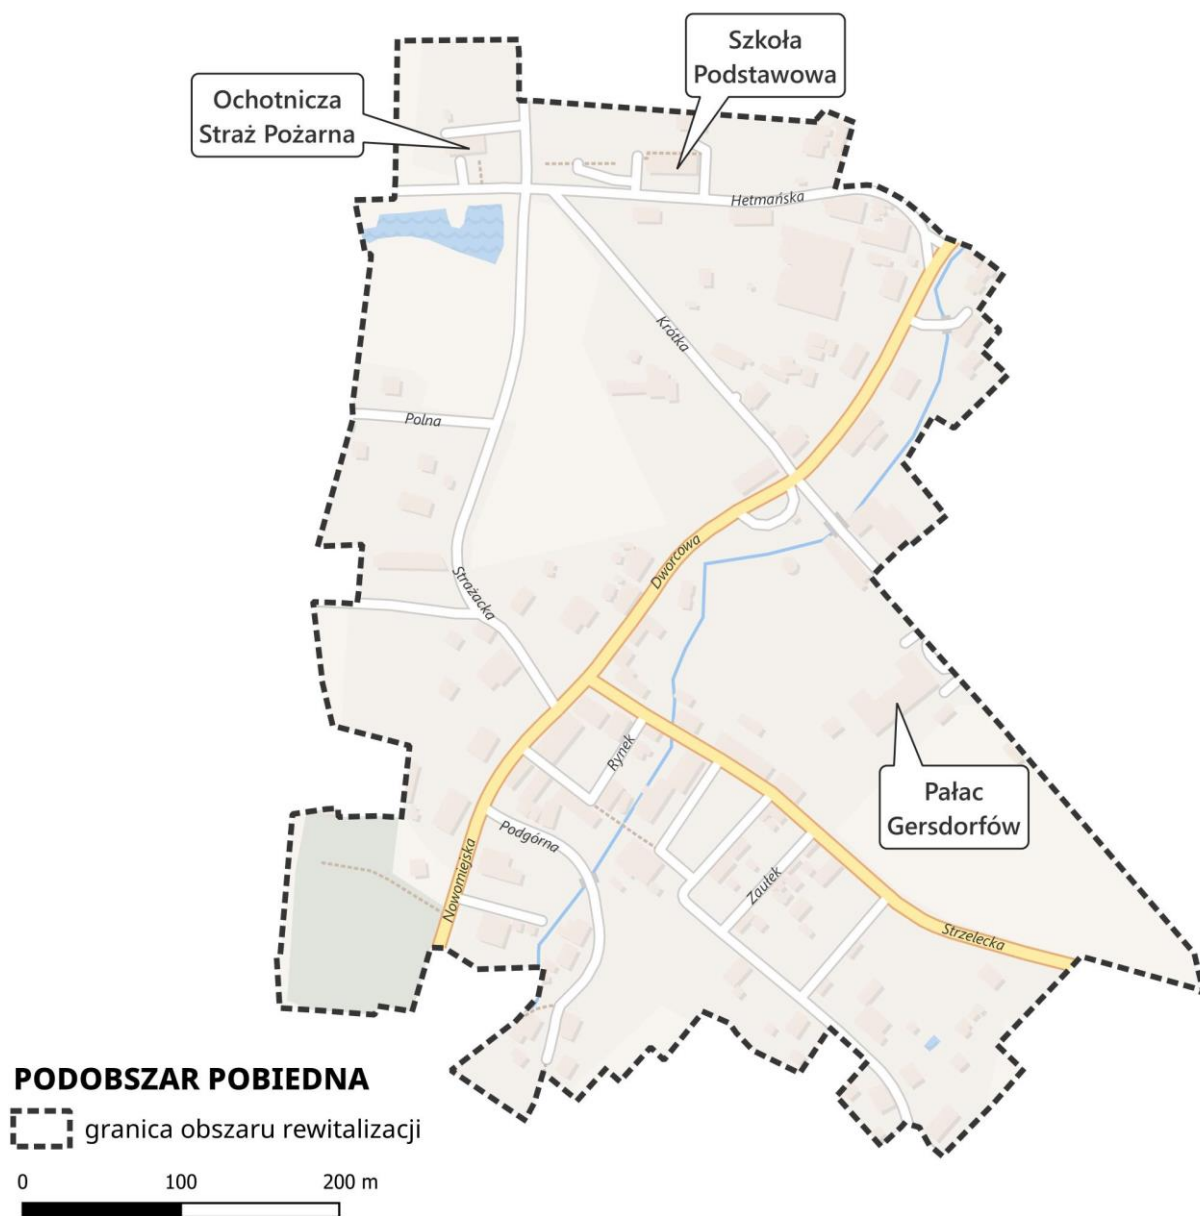 Szkoła
Podstawowa
Ochotnicza
Straż Pożarna
Hetmańska
Krótka
Polna
Dworcowa
Strażacka
Rynek
Pałac
Gersdorfów
Podgórna
Zaułek
Nowomiejska
Strzelecka
PODOBSZAR POBIEDNA
granica obszaru rewitalizacji
0 100 200 m